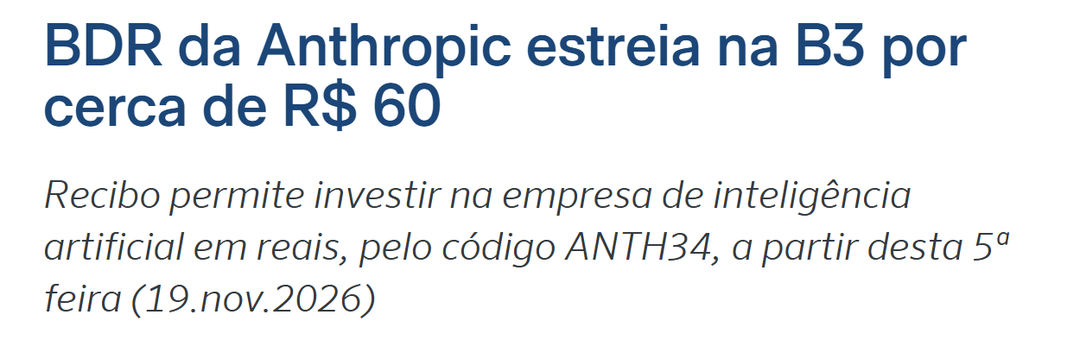 BDR da Anthropic estreia na B3 por
cerca de R$ 60
Recibo permite investir na empresa de inteligência
artificial em reais, pelo código ANTH34, a partir desta 5ª
feira (19.nov.2026)